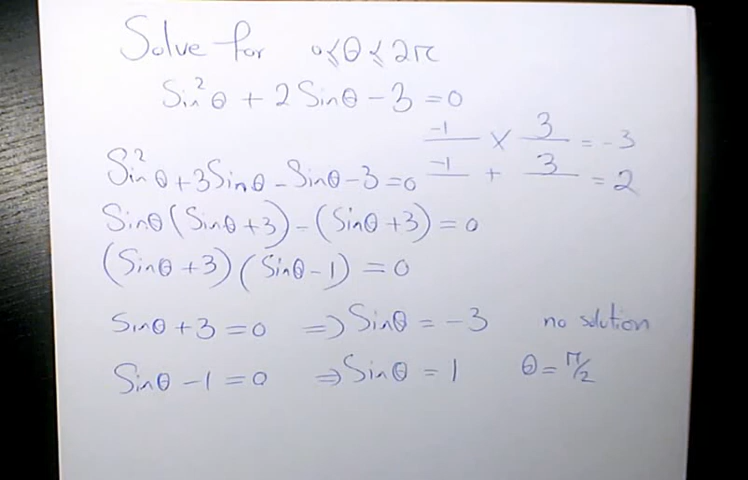 Solve for 0⩽θ⩽2π
Sin²θ + 2Sinθ - 3 = 0
-1 × 3 = -3
-1 + 3 = 2
Sin²θ + 3Sinθ - Sinθ - 3 = 0
Sinθ(Sinθ + 3) - (Sinθ + 3) = 0
(Sinθ + 3)(Sinθ - 1) = 0
Sinθ + 3 = 0 ⟹ Sinθ = -3 no solution
Sinθ - 1 = 0 ⟹ Sinθ = 1 θ = π/2